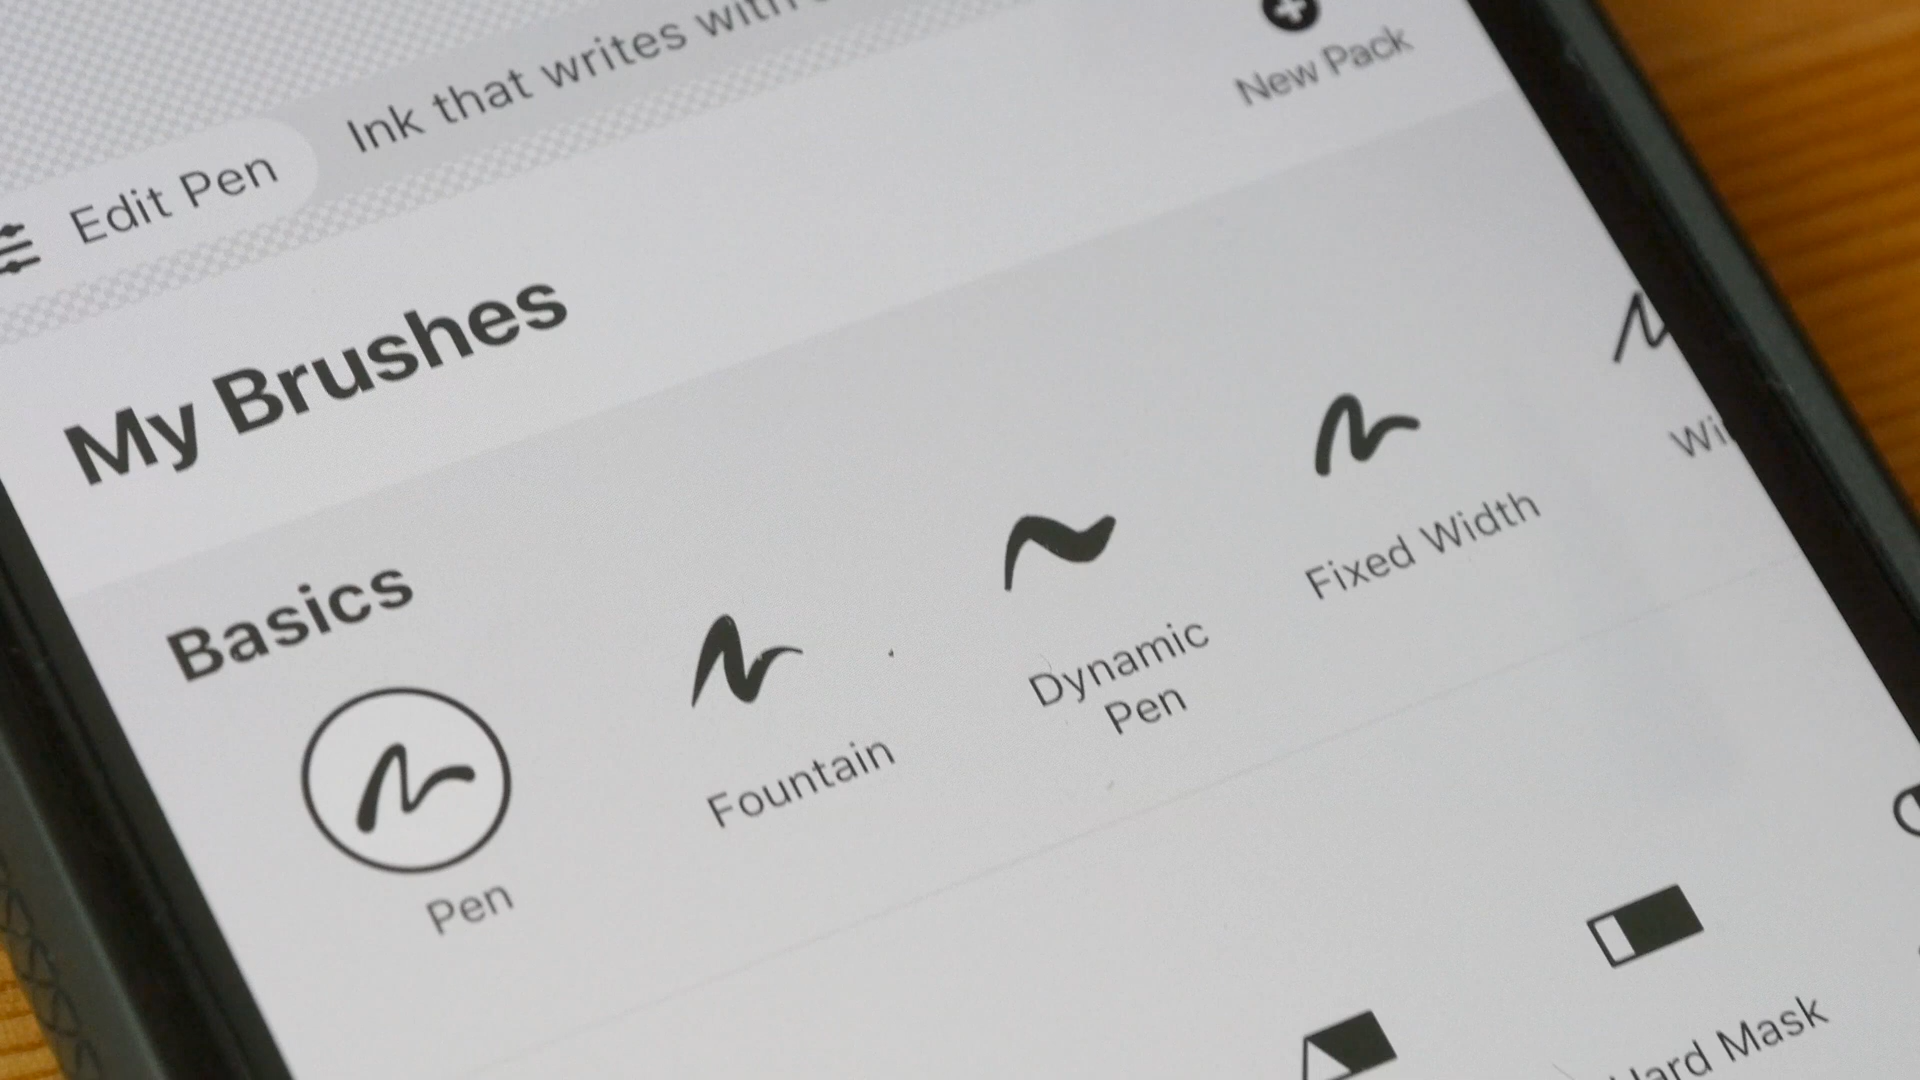 Ink that writes with
Edit Pen
New Pack
My Brushes
Basics
Pen
Fountain
Dynamic
Pen
Fixed Width
Hard Mask